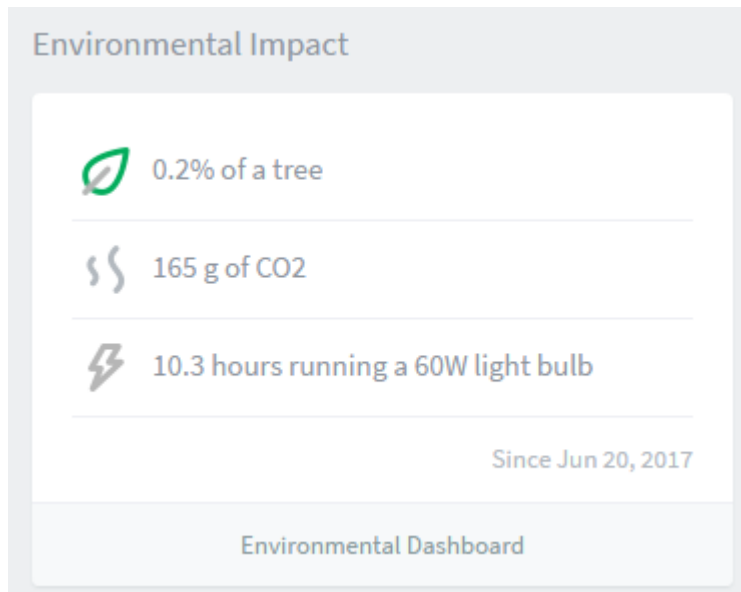 Environmental Impact
0.2% of a tree
165 g of CO2
10.3 hours running a 60W light bulb
Since Jun 20, 2017
Environmental Dashboard